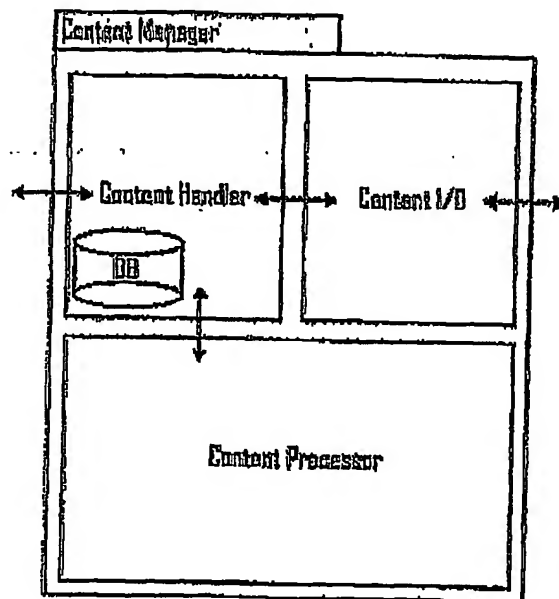 Content Manager
Content Handler
Content I/O
DB
Content Processor